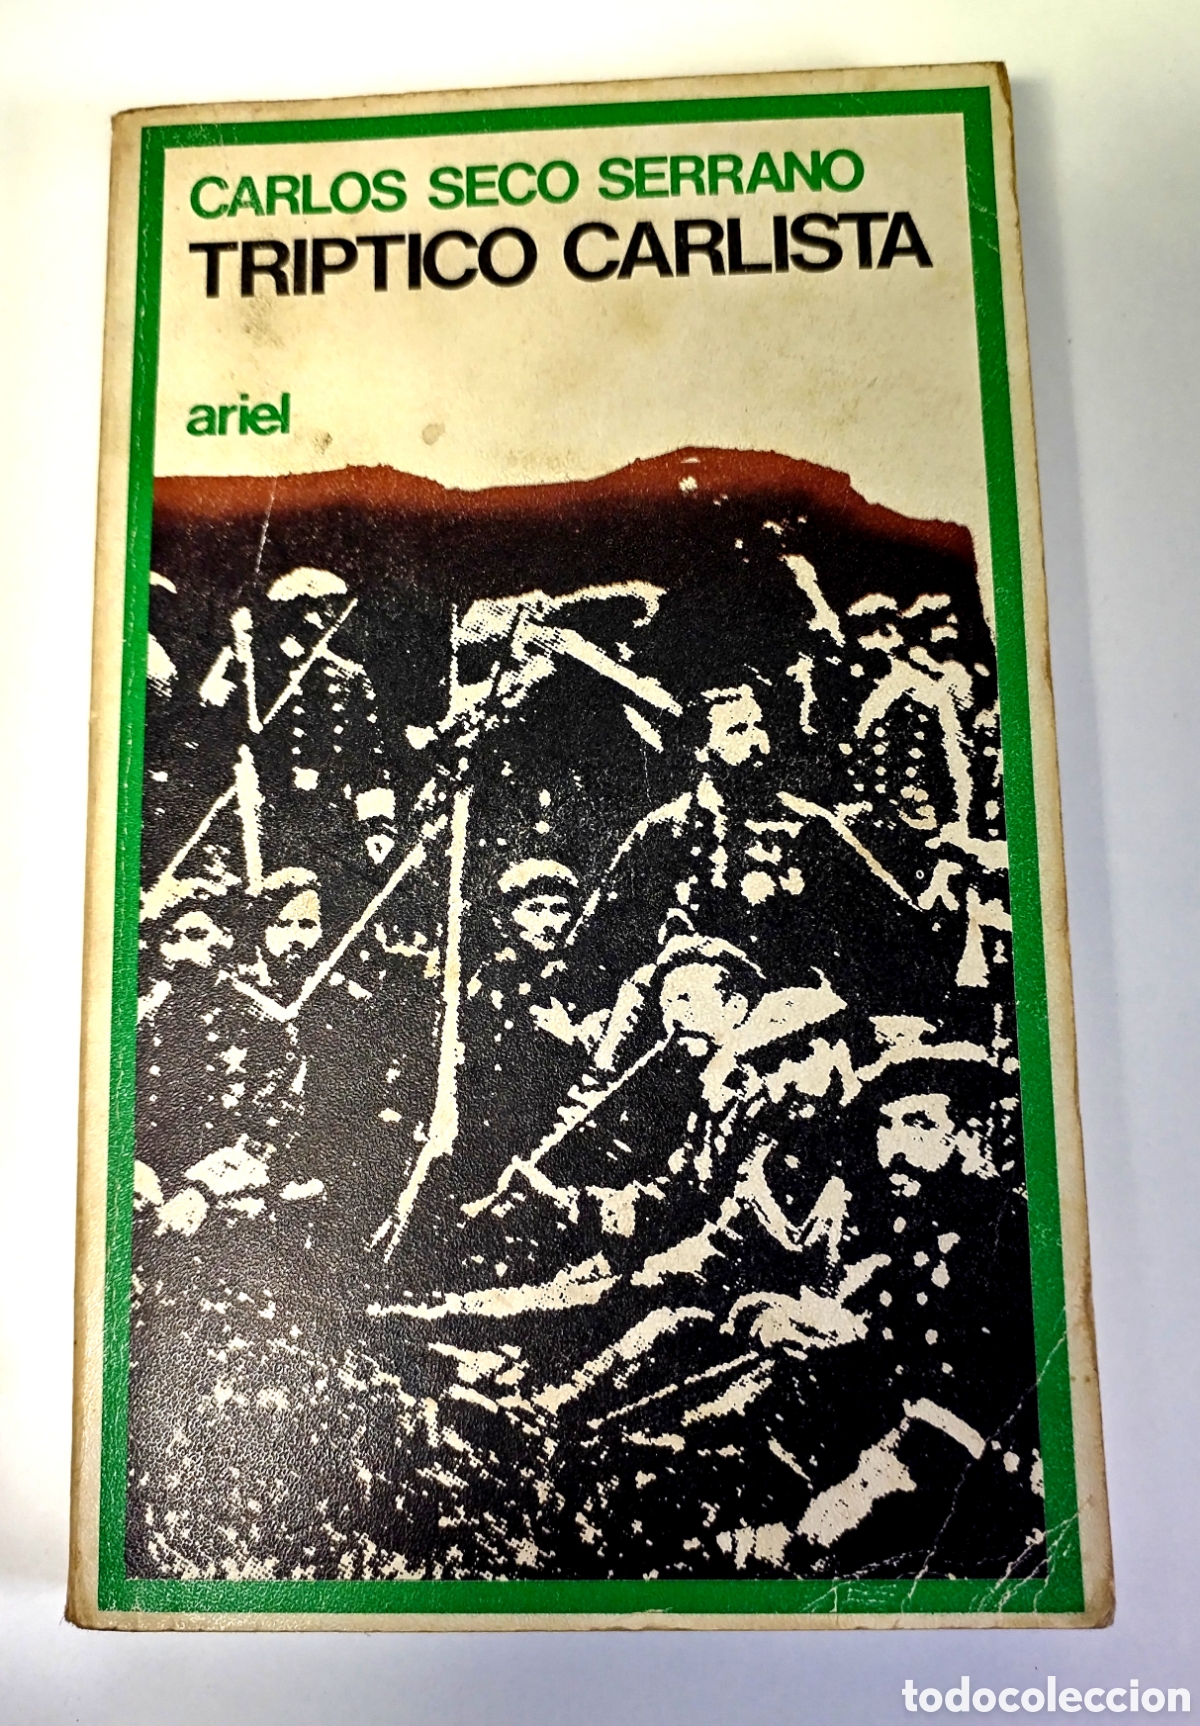 CARLOS SECO SERRANO
TRIPTICO CARLISTA
ariel
todocoleccion